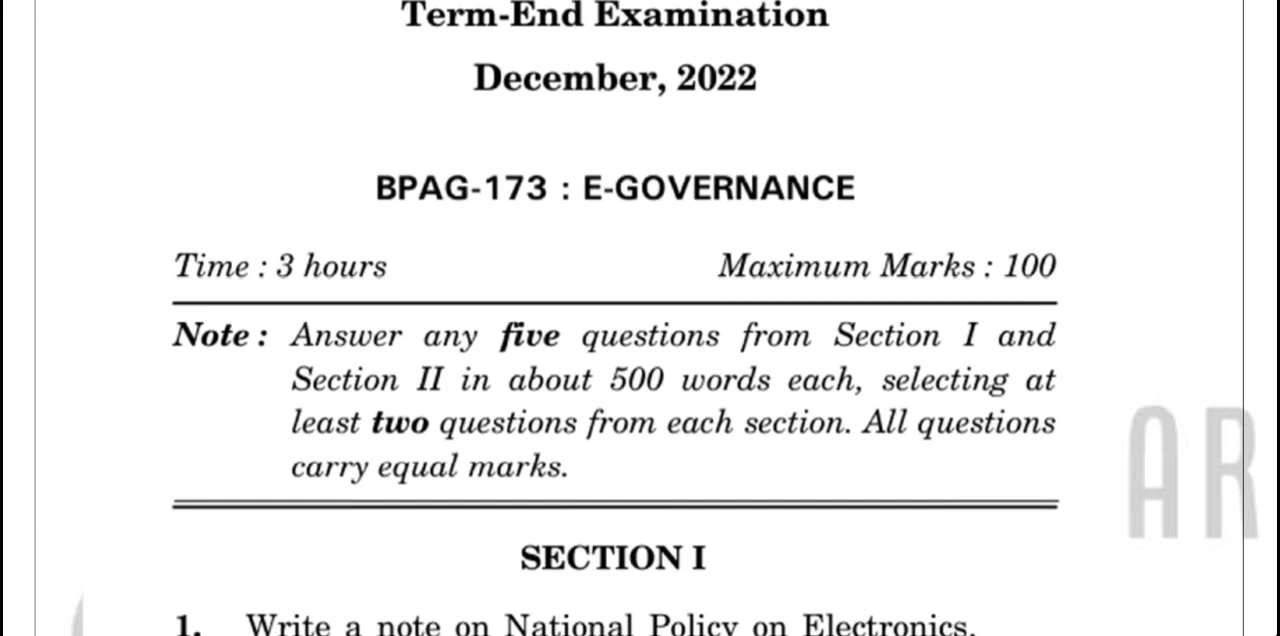 Term-End Examination
December, 2022
BPAG-173 : E-GOVERNANCE
Time : 3 hours Maximum Marks : 100
Note : Answer any five questions from Section I and
Section II in about 500 words each, selecting at
least two questions from each section. All questions
carry equal marks.
SECTION I
1. Write a note on National Policy on Electronics.
AR